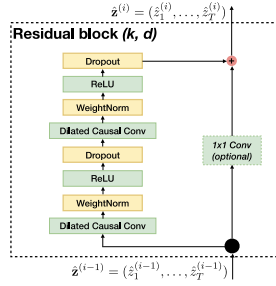 ẑ^(i) = (ẑ_1^(i), . . . , ẑ_T^(i))
Residual block (k, d)
Dropout
+
ReLU
WeightNorm
Dilated Causal Conv
Dropout
1x1 Conv
(optional)
ReLU
WeightNorm
Dilated Causal Conv
ẑ^(i−1) = (ẑ_1^(i−1), . . . , ẑ_T^(i−1))